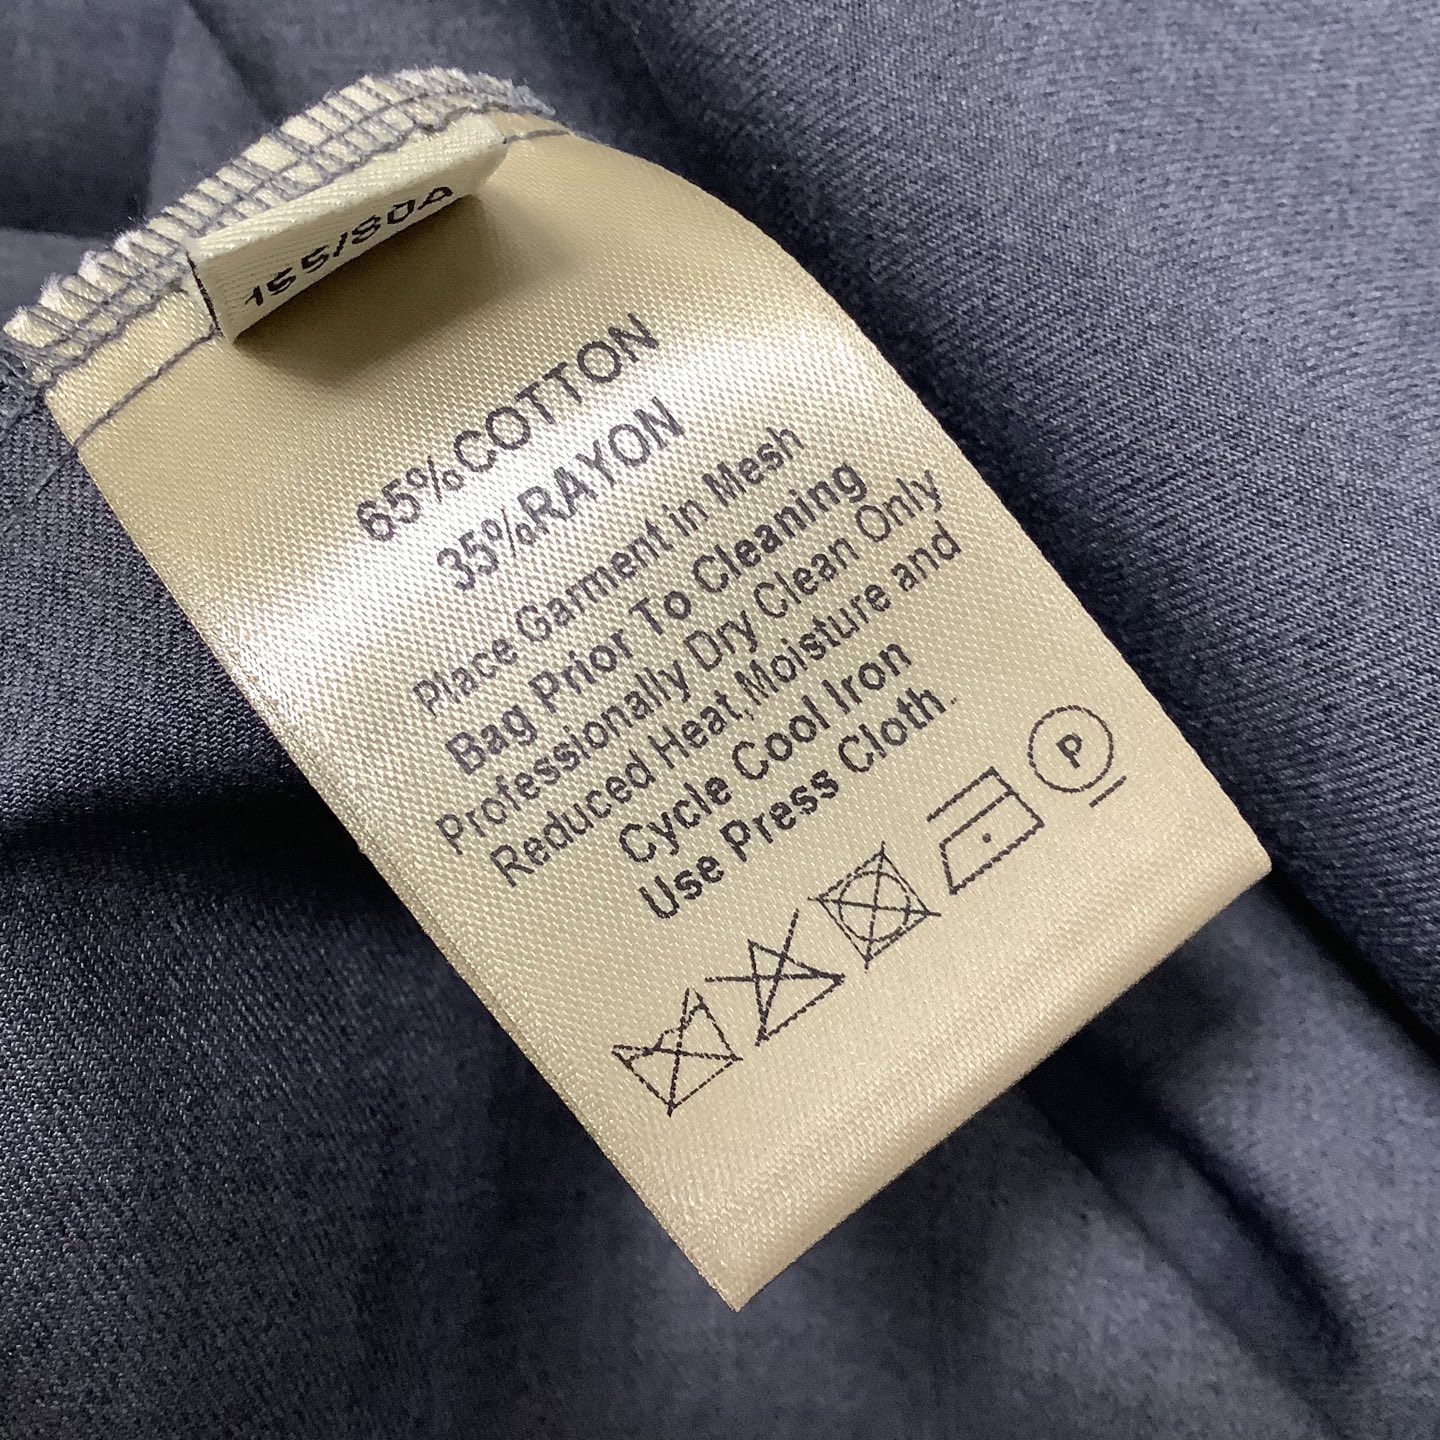 155/80A
65%COTTON
35%RAYON
Place Garment in Mesh
Bag Prior To Cleaning
Professionally Dry Clean Only
Reduced Heat,Moisture and
Cycle Cool Iron
Use Press Cloth.
P